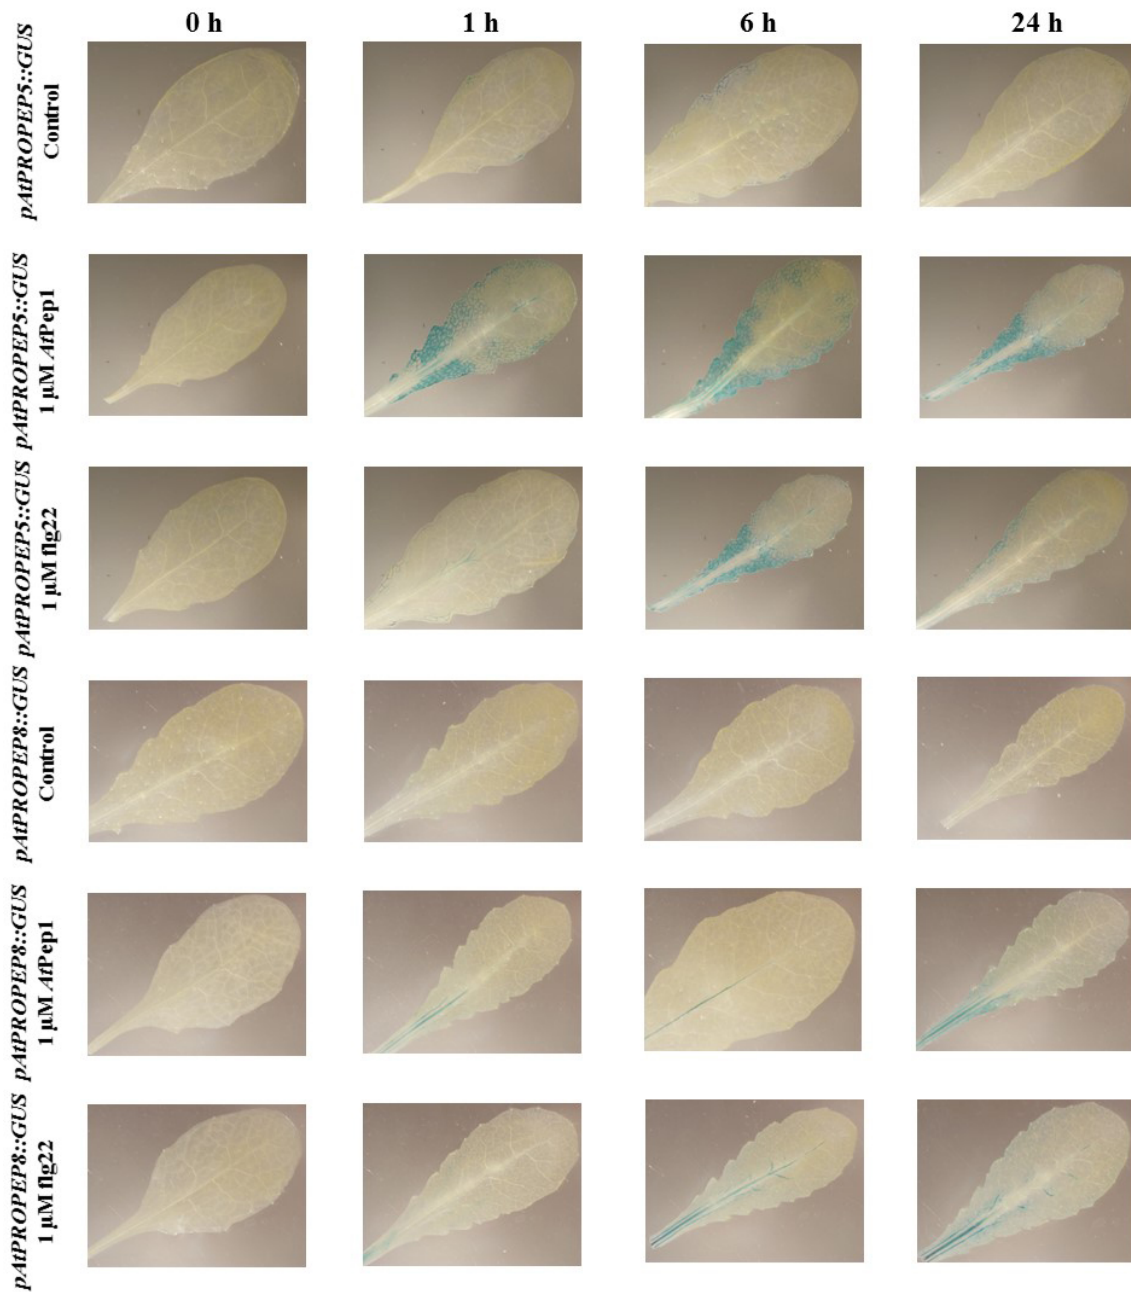 0 h 1 h 6 h 24 h
pAtPROPEP5::GUS
Control
pAtPROPEP5::GUS
1 µM AtPep1
pAtPROPEP5::GUS
1 µM flg22
pAtPROPEP8::GUS
Control
pAtPROPEP8::GUS
1 µM AtPep1
pAtPROPEP8::GUS
1 µM flg22